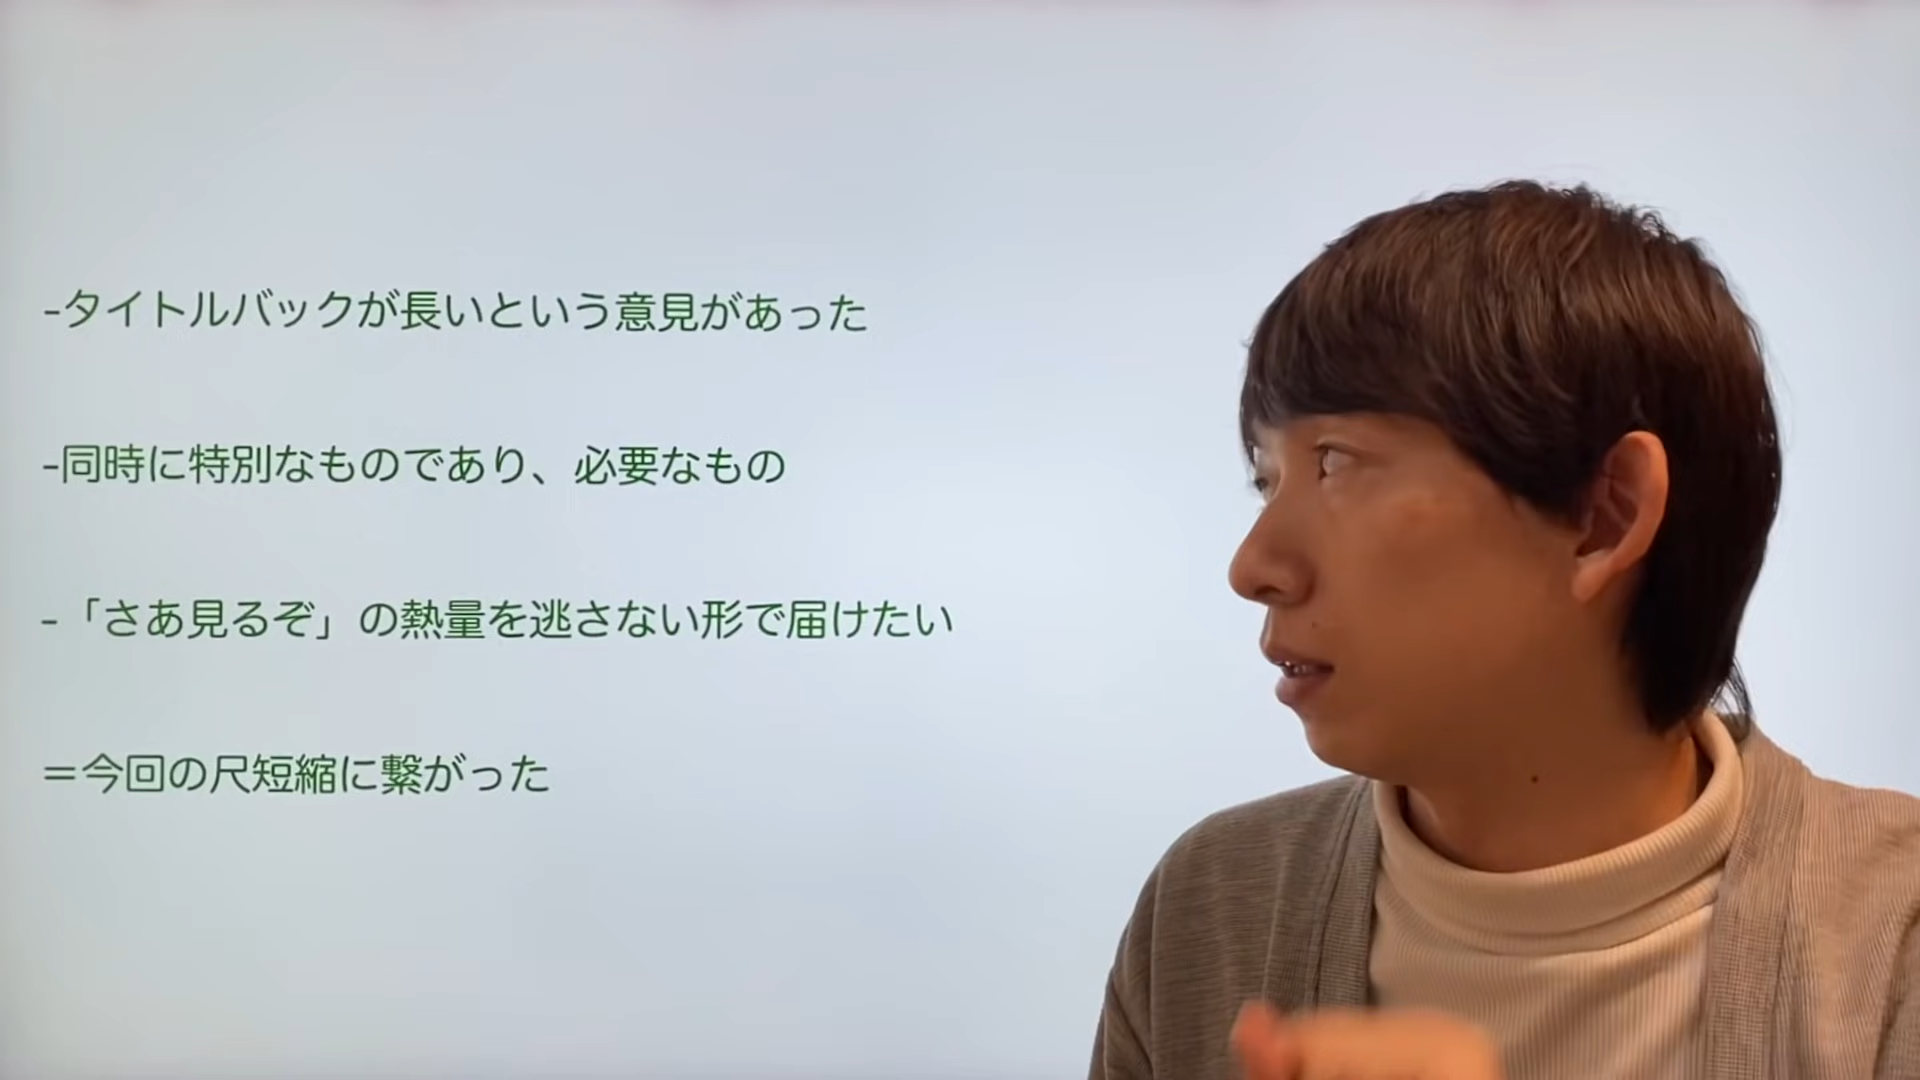 -タイトルバックが長いという意見があった
-同時に特別なものであり、必要なもの
-「さあ見るぞ」の熱量を逃さない形で届けたい
＝今回の尺短縮に繋がった